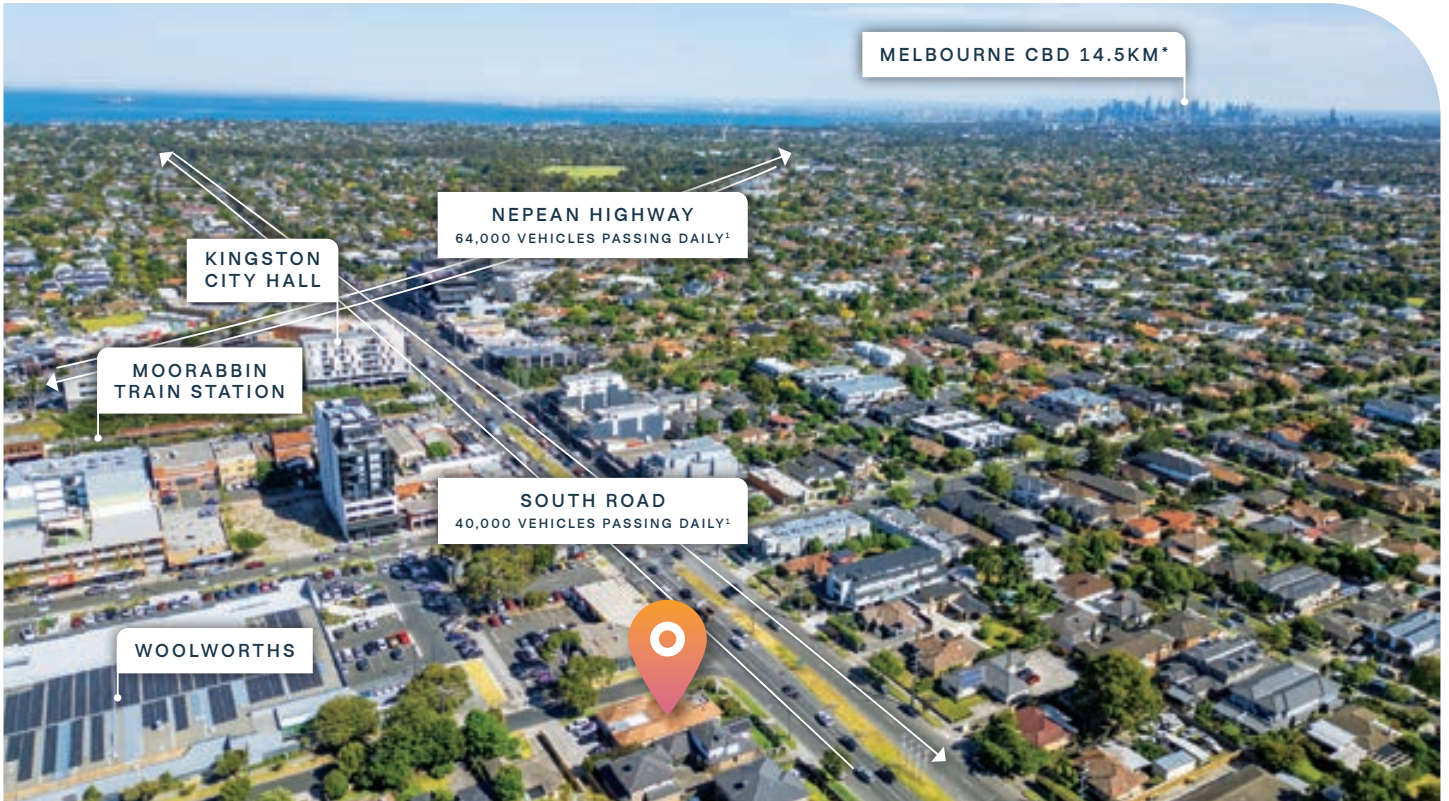 MELBOURNE CBD 14.5KM*
NEPEAN HIGHWAY
64,000 VEHICLES PASSING DAILY¹
KINGSTON
CITY HALL
MOORABBIN
TRAIN STATION
SOUTH ROAD
40,000 VEHICLES PASSING DAILY¹
WOOLWORTHS